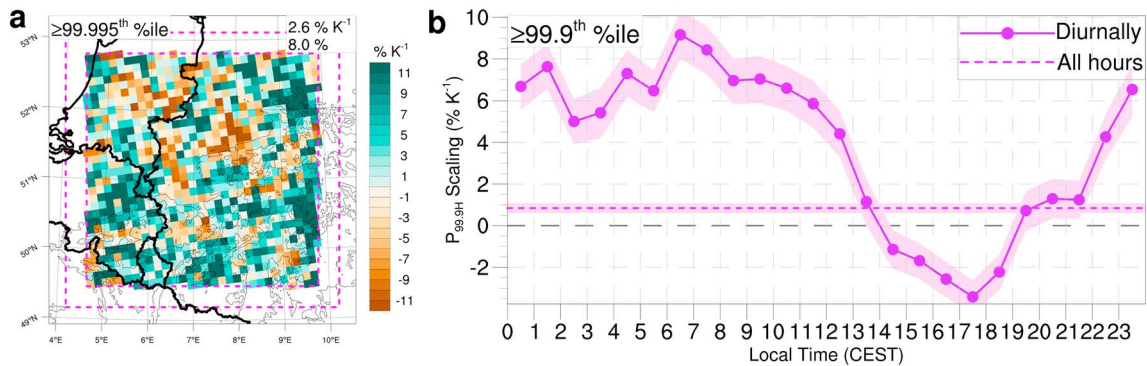 a
≥99.995th %ile
2.6 % K-1
8.0 %
53°N
52°N
51°N
50°N
49°N
4°E 5°E 6°E 7°E 8°E 9°E 10°E
% K-1
11
9
7
5
3
1
-1
-3
-5
-7
-9
-11
b
≥99.9th %ile
Diurnally
All hours
P99.9H Scaling (% K-1)
10
8
6
4
2
0
-2
0 1 2 3 4 5 6 7 8 9 10 11 12 13 14 15 16 17 18 19 20 21 22 23
Local Time (CEST)